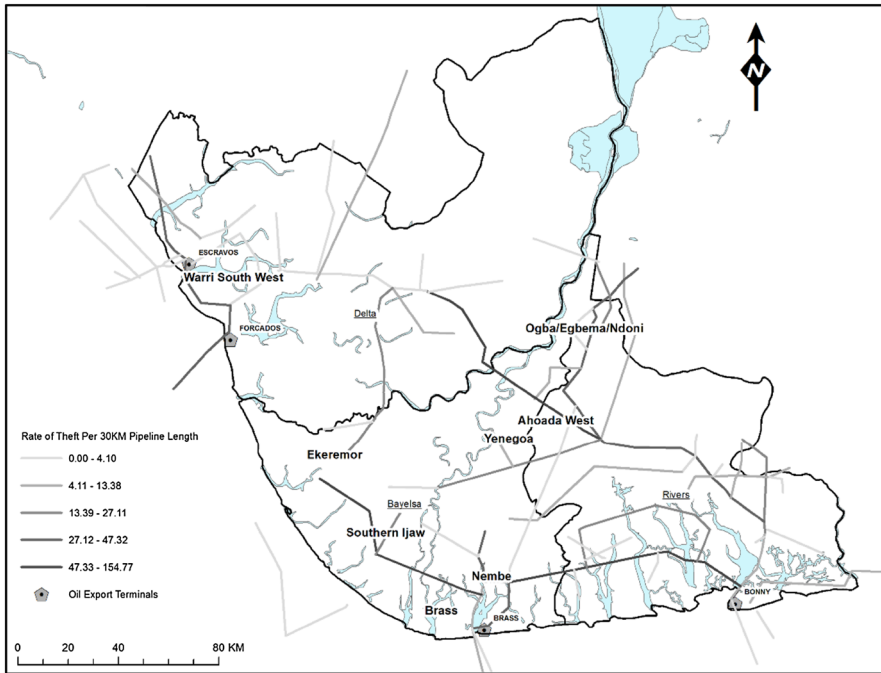 N
ESCRAVOS
Warri South West
Delta
FORCADOS
Ogba/Egbema/Ndoni
Ahoada West
Yenegoa
Rate of Theft Per 30KM Pipeline Length
0.00 - 4.10
4.11 - 13.38
13.39 - 27.11
27.12 - 47.32
47.33 - 154.77
Oil Export Terminals
Ekeremor
Bayelsa
Rivers
Southern Ijaw
Nembe
Brass
BRASS
BONNY
0 20 40 80 KM